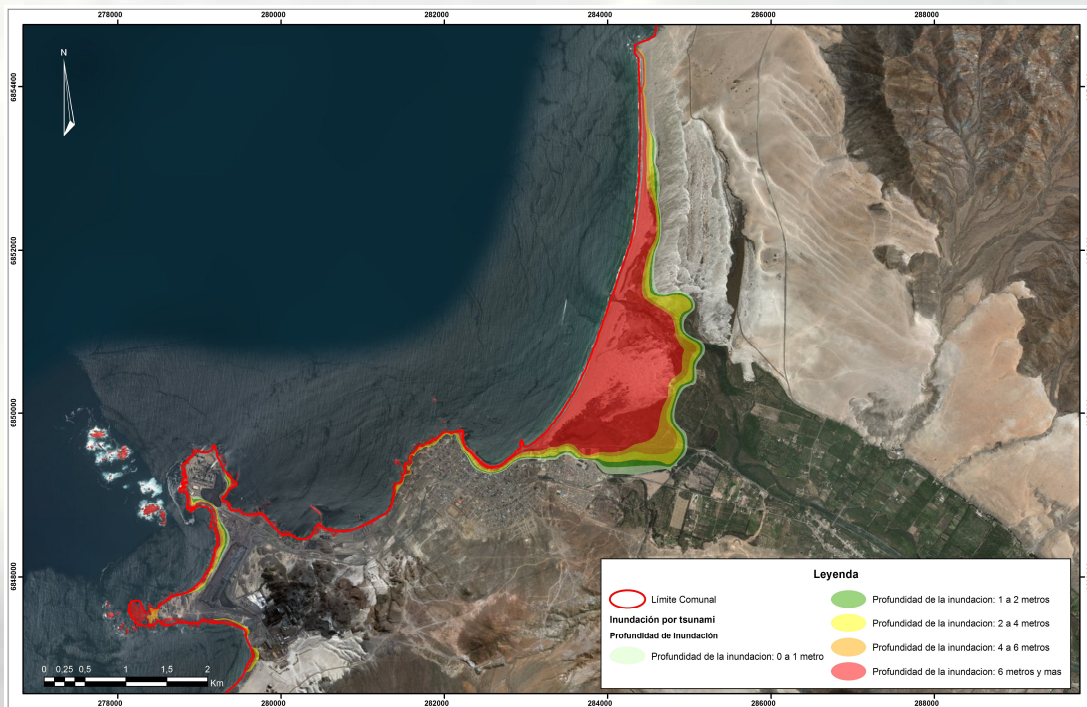 278000 280000 282000 284000 286000 288000
N
6854000
6852000
6850000
6848000
Leyenda
Límite Comunal
Inundación por tsunami
Profundidad de Inundación
Profundidad de la inundacion: 0 a 1 metro
Profundidad de la inundacion: 1 a 2 metros
Profundidad de la inundacion: 2 a 4 metros
Profundidad de la inundacion: 4 a 6 metros
Profundidad de la inundacion: 6 metros y mas
0 0,25 0,5 1 1,5 2
Km
278000 280000 282000 284000 286000 288000